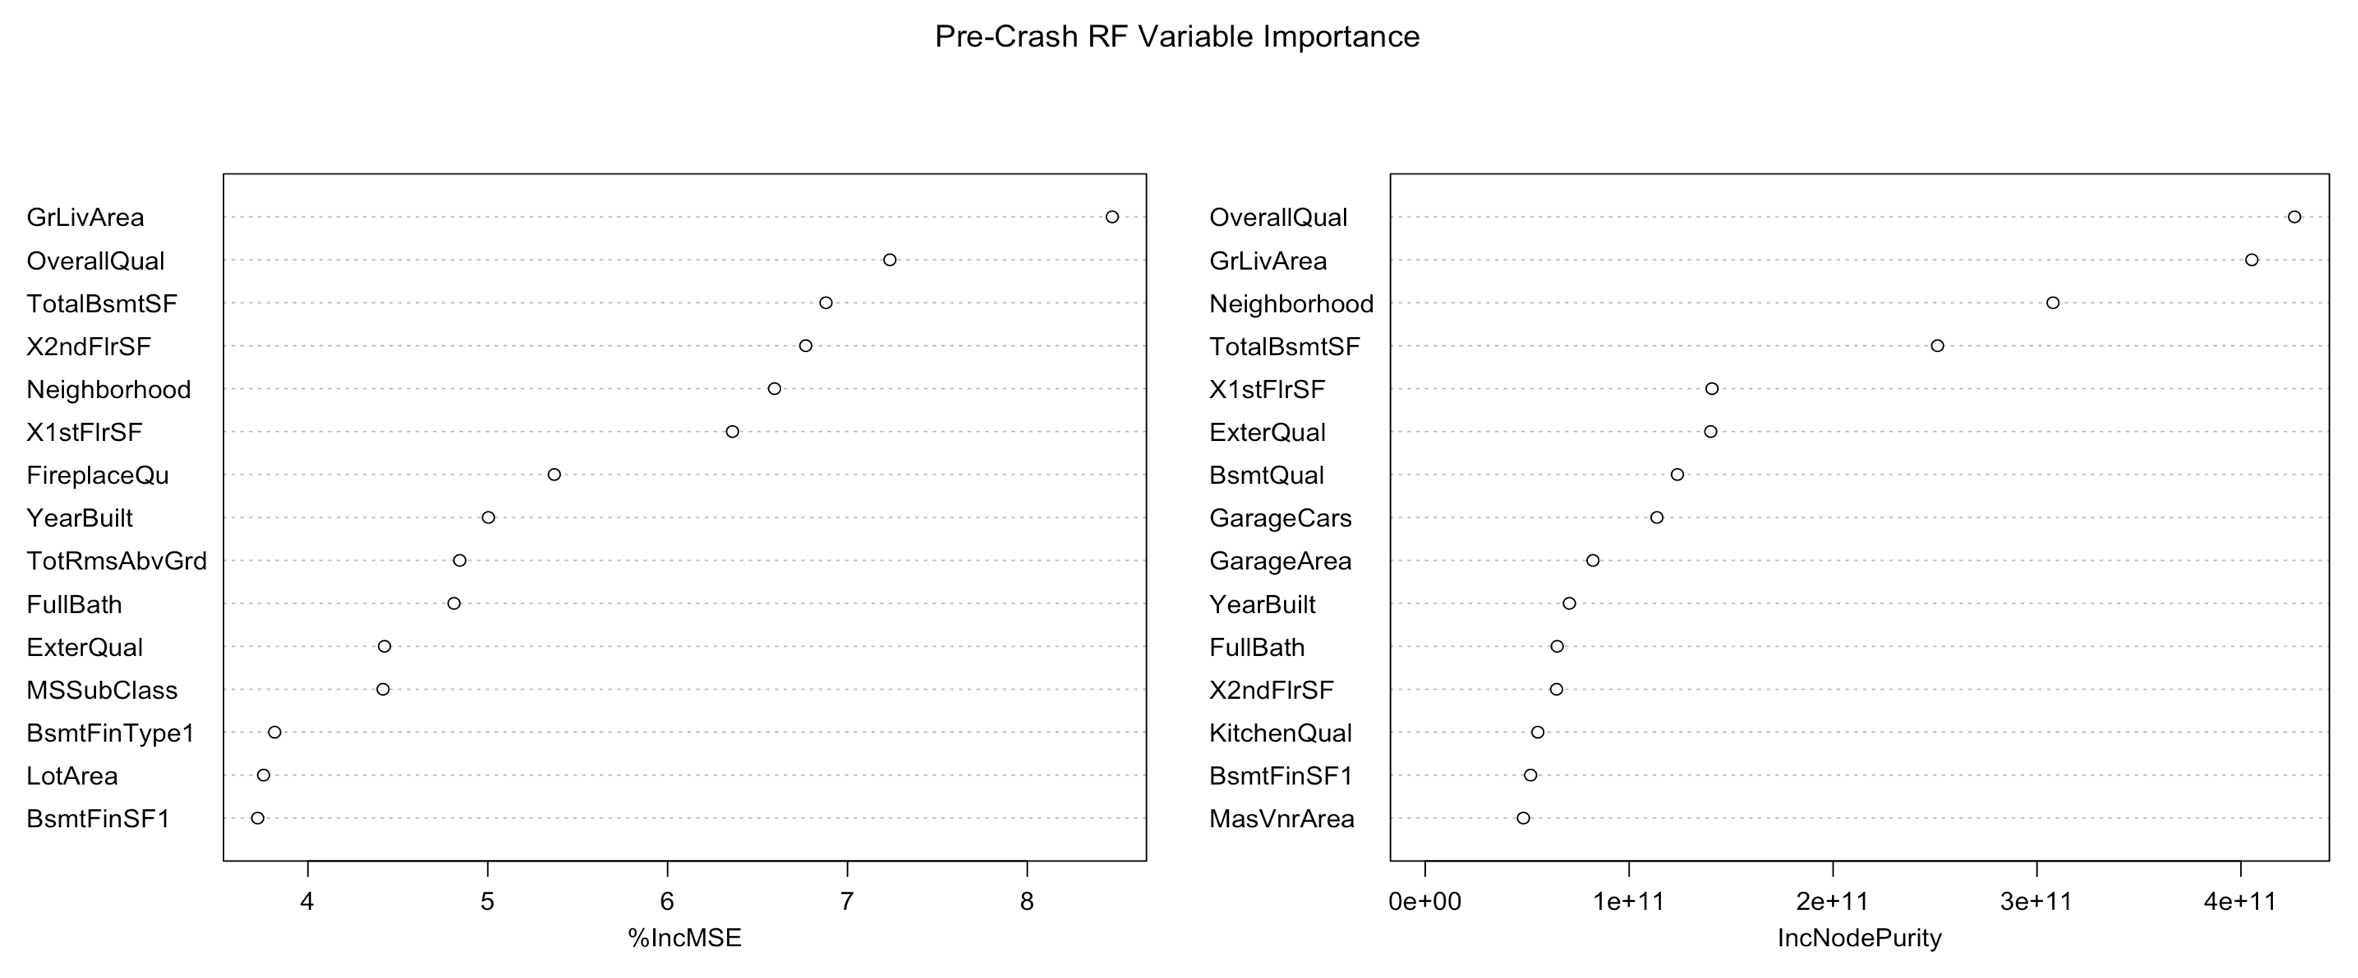 Pre-Crash RF Variable Importance
GrLivArea
OverallQual
TotalBsmtSF
X2ndFlrSF
Neighborhood
X1stFlrSF
FireplaceQu
YearBuilt
TotRmsAbvGrd
FullBath
ExterQual
MSSubClass
BsmtFinType1
LotArea
BsmtFinSF1
4 5 6 7 8
%IncMSE
OverallQual
GrLivArea
Neighborhood
TotalBsmtSF
X1stFlrSF
ExterQual
BsmtQual
GarageCars
GarageArea
YearBuilt
FullBath
X2ndFlrSF
KitchenQual
BsmtFinSF1
MasVnrArea
0e+00 1e+11 2e+11 3e+11 4e+11
IncNodePurity